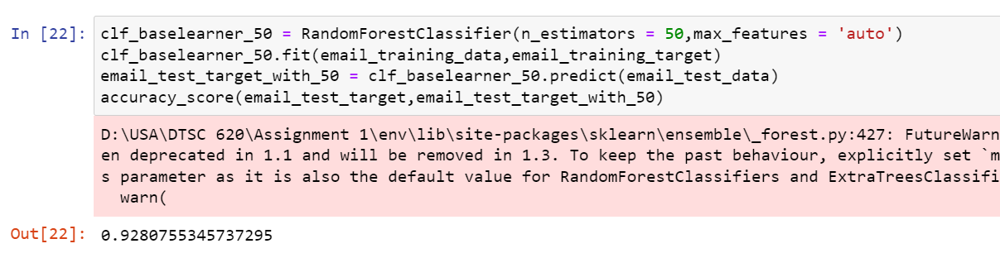 In [22]: clf_baselearner_50 = RandomForestClassifier(n_estimators = 50,max_features = 'auto')
clf_baselearner_50.fit(email_training_data,email_training_target)
email_test_target_with_50 = clf_baselearner_50.predict(email_test_data)
accuracy_score(email_test_target,email_test_target_with_50)
D:\USA\DTSC 620\Assignment 1\env\lib\site-packages\sklearn\ensemble\_forest.py:427: FutureWarn
en deprecated in 1.1 and will be removed in 1.3. To keep the past behaviour, explicitly set `m
s parameter as it is also the default value for RandomForestClassifiers and ExtraTreesClassifi
warn(
Out[22]: 0.9280755345737295